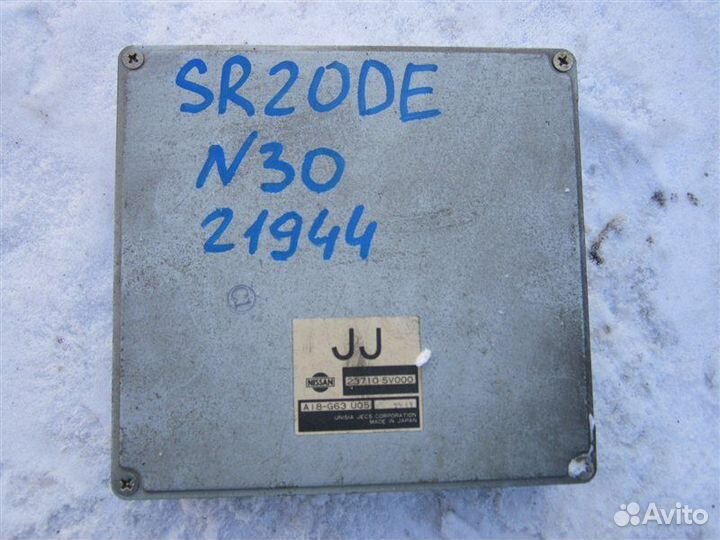 SR20DE
N30
21944
JJ
NISSAN
23710 5V000
A18-G63 U05
UNISIA JECS CORPORATION
MADE IN JAPAN
Avito